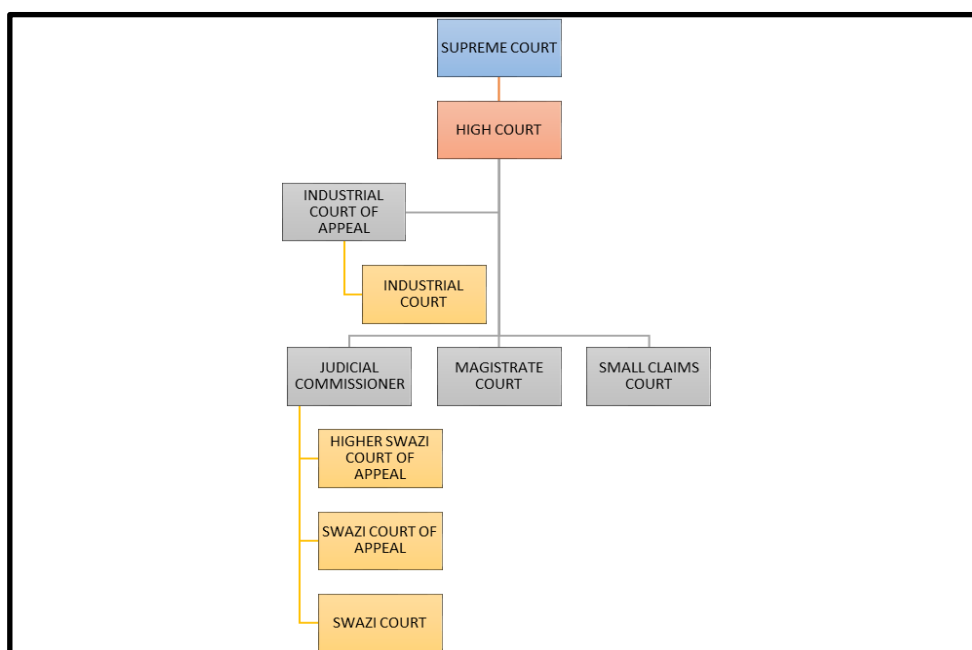 SUPREME COURT
HIGH COURT
INDUSTRIAL
COURT OF
APPEAL
INDUSTRIAL
COURT
JUDICIAL
COMMISSIONER
MAGISTRATE
COURT
SMALL CLAIMS
COURT
HIGHER SWAZI
COURT OF
APPEAL
SWAZI COURT OF
APPEAL
SWAZI COURT